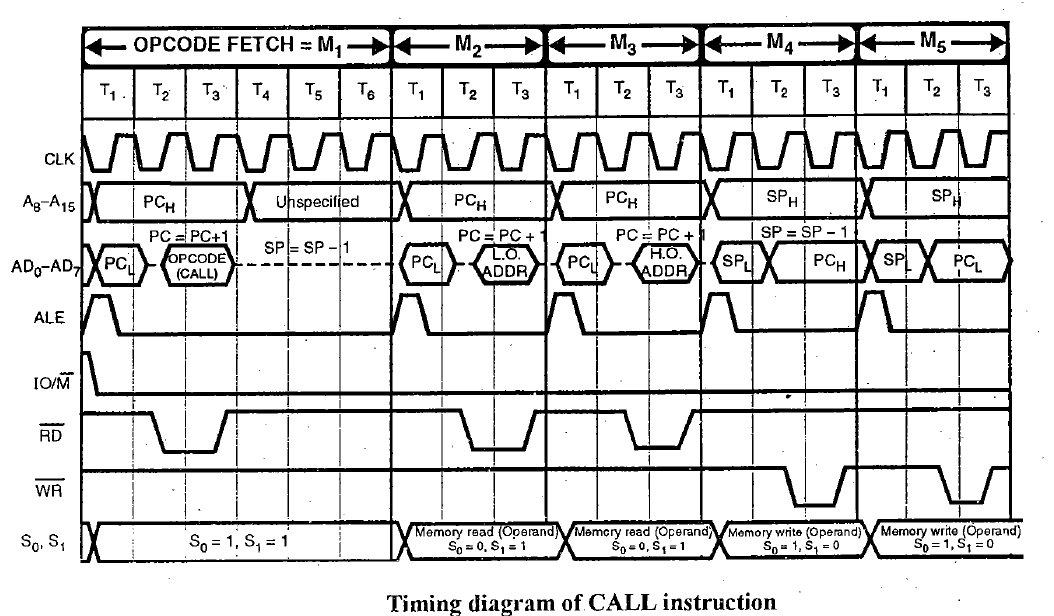 OPCODE FETCH = M1 M2 M3 M4 M5
T1 T2 T3 T4 T5 T6 T1 T2 T3 T1 T2 T3 T1 T2 T3 T1 T2 T3
CLK
A8–A15 PCH Unspecified PCH PCH SPH SPH
PC = PC+1 SP = SP - 1 PC = PC + 1 PC = PC + 1 SP = SP – 1
AD0–AD7 PCL OPCODE (CALL) PCL L.O. ADDR PCL H.O. ADDR SPL PCH SPL PCL
ALE
IO/M̅
R̅D̅
W̅R̅
S0, S1 S0 = 1, S1 = 1 Memory read (Operand) S0 = 0, S1 = 1 Memory read (Operand) S0 = 0, S1 = 1 Memory write (Operand) S0 = 1, S1 = 0 Memory write (Operand) S0 = 1, S1 = 0
Timing diagram of CALL instruction